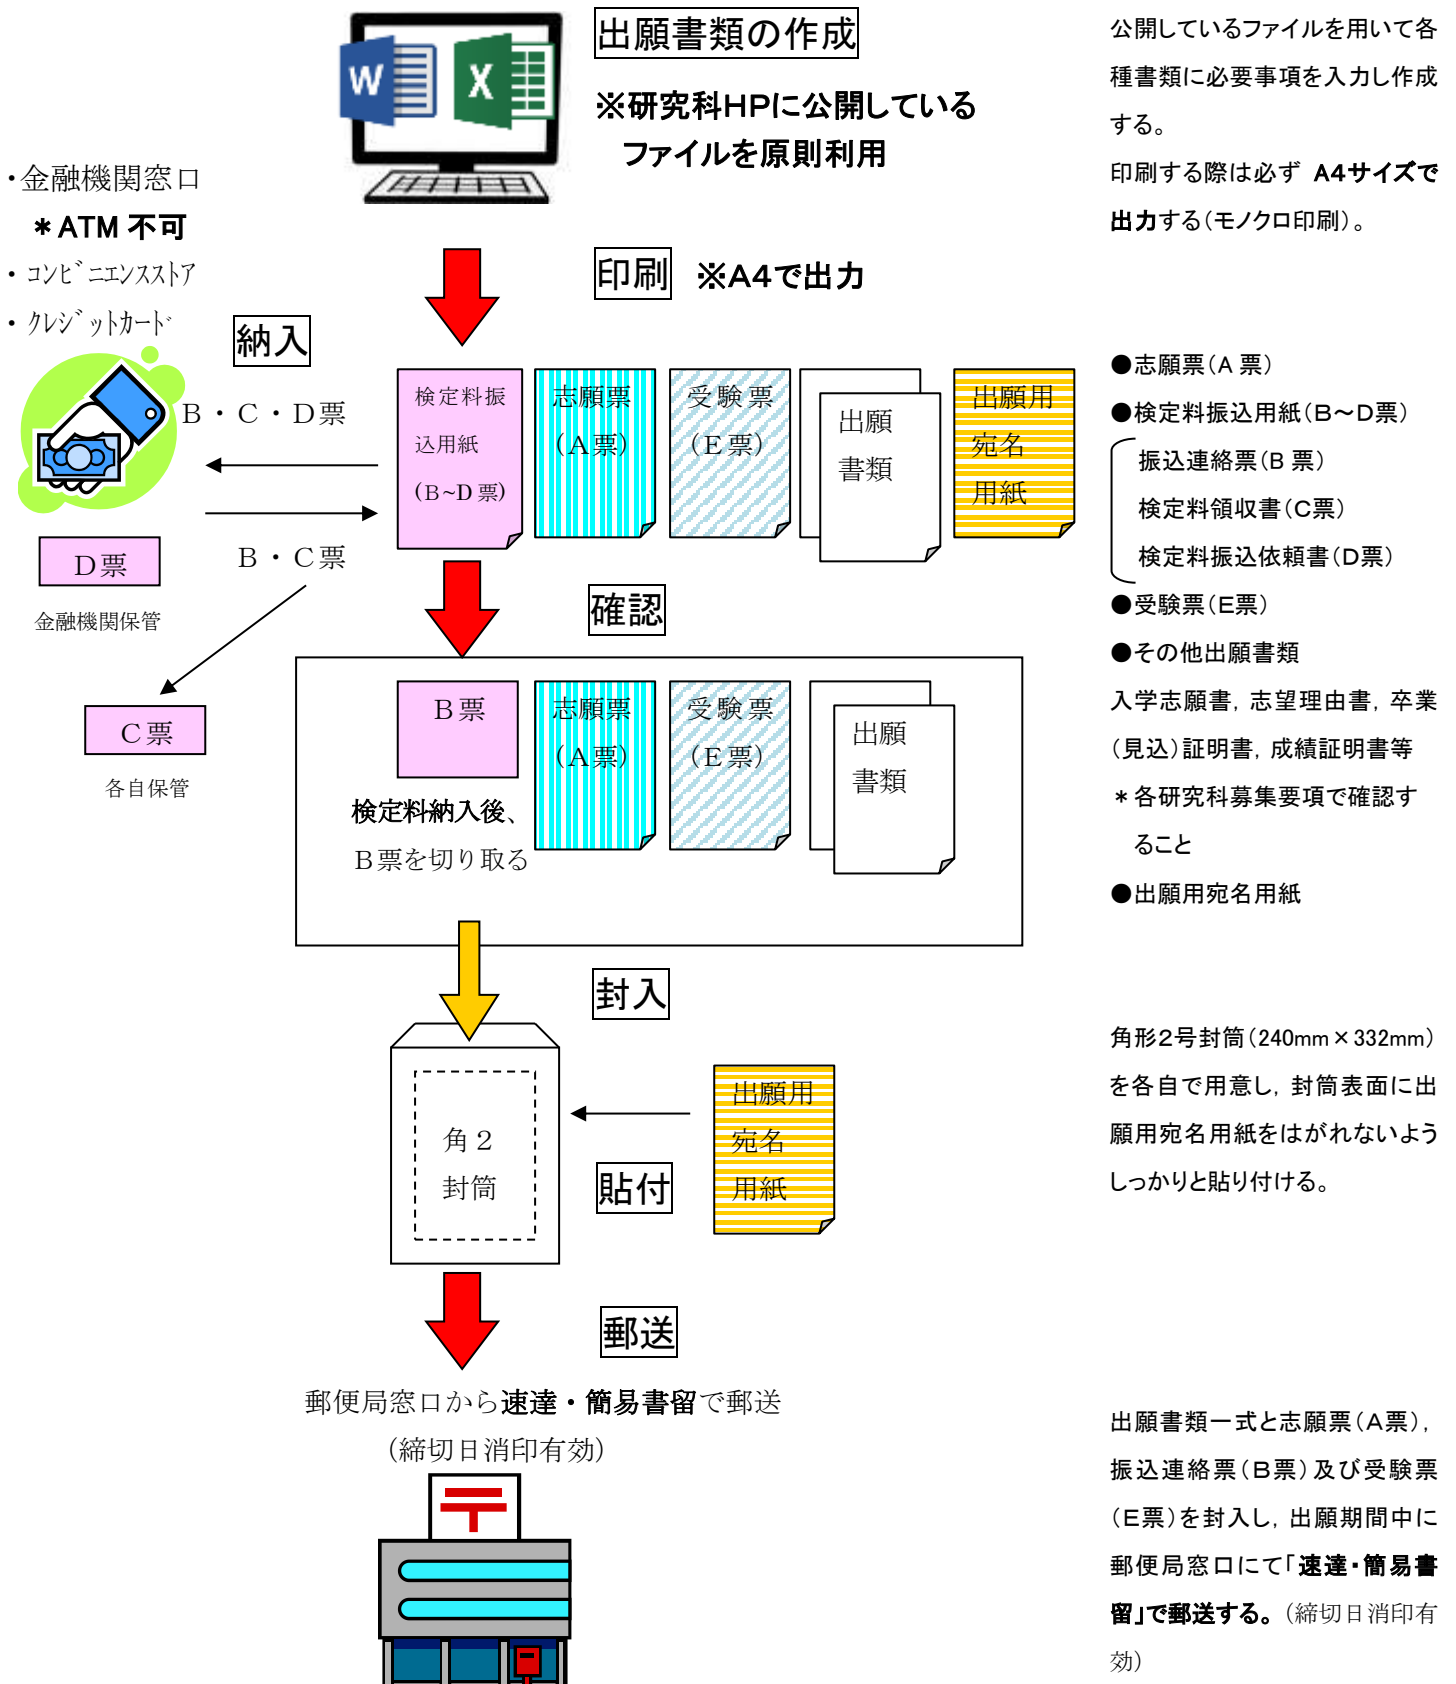 W
X
出願書類の作成
※研究科HPに公開している
ファイルを原則利用
・金融機関窓口
＊ATM 不可
・ｺﾝﾋﾞﾆｴﾝｽｽﾄｱ
・ｸﾚｼﾞｯﾄｶｰﾄﾞ
納入
印刷 ※A4で出力
B・C・D票
B・C票
D票
金融機関保管
C票
各自保管
検定料振
込用紙
(B~D票)
志願票
(A票)
受験票
(E票)
出願
書類
出願用
宛名
用紙
確認
B票
検定料納入後、
B票を切り取る
志願票
(A票)
受験票
(E票)
出願
書類
封入
角２
封筒
出願用
宛名
用紙
貼付
郵送
郵便局窓口から速達・簡易書留で郵送
（締切日消印有効）
〒
公開しているファイルを用いて各
種書類に必要事項を入力し作成
する。
印刷する際は必ず A4サイズで
出力する（モノクロ印刷）。
●志願票（A 票）
●検定料振込用紙（B～D票）
振込連絡票（B 票）
検定料領収書（C票）
検定料振込依頼書（D票）
●受験票（E票）
●その他出願書類
入学志願書，志望理由書，卒業
（見込）証明書，成績証明書等
＊各研究科募集要項で確認す
ること
●出願用宛名用紙
角形２号封筒（240mm×332mm）
を各自で用意し，封筒表面に出
願用宛名用紙をはがれないよう
しっかりと貼り付ける。
出願書類一式と志願票（A票），
振込連絡票（B票）及び受験票
（E票）を封入し，出願期間中に
郵便局窓口にて「速達・簡易書
留」で郵送する。（締切日消印有
効）